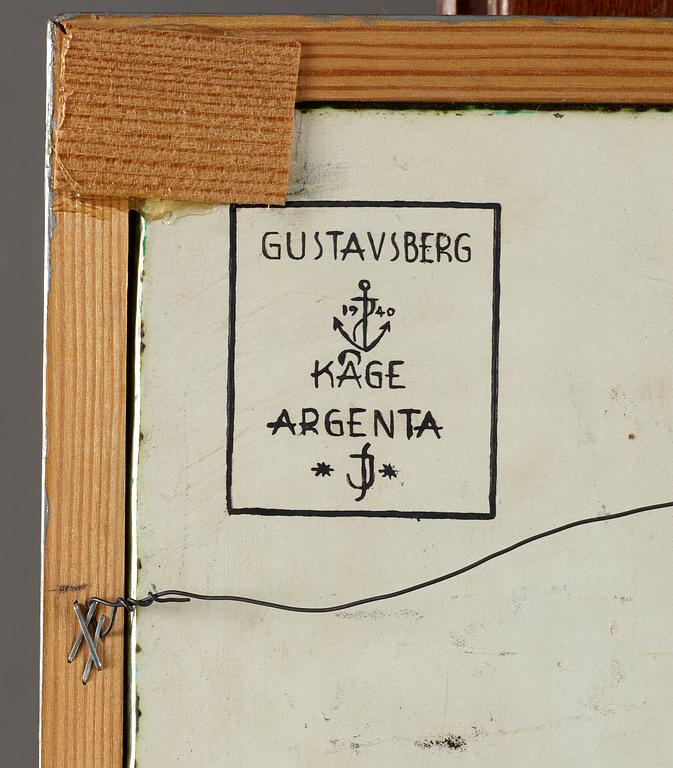 GUSTAVSBERG
19 40
KÅGE
ARGENTA
* *